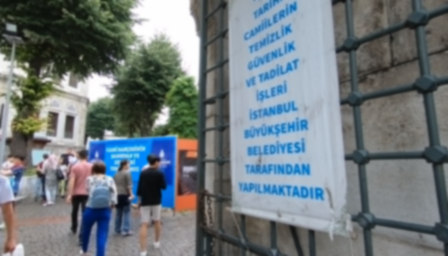 TARİHİ
CAMİİLERİN
TEMİZLİK
GÜVENLİK
VE TADİLAT
İŞLERİ
İSTANBUL
BÜYÜKŞEHİR
BELEDİYESİ
TARAFINDAN
YAPILMAKTADIR